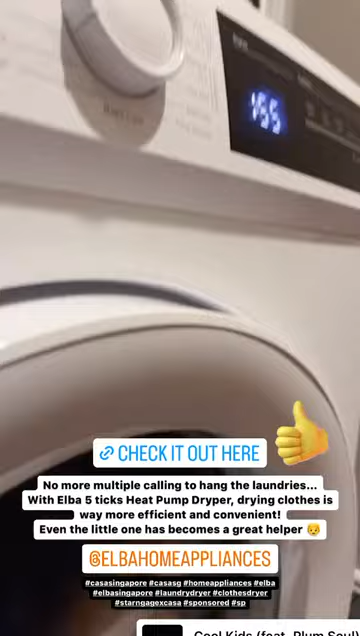 1:55
CHECK IT OUT HERE
No more multiple calling to hang the laundries...
With Elba 5 ticks Heat Pump Dryper, drying clothes is
way more efficient and convenient!
Even the little one has becomes a great helper 😢
@ELBAHOMEAPPLIANCES
#casasingapore #casasg #homeappliances #elba
#elbasingapore #laundrydryer #clothesdryer
#starngagexcasa #sponsored #sp
Cool Kids (feat. Plum Soul)